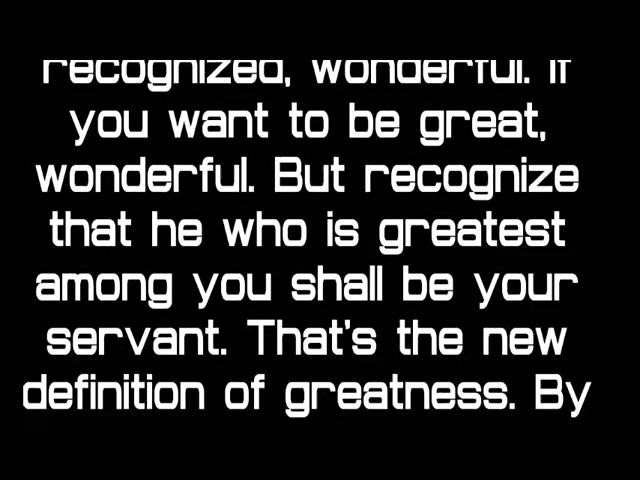 recognized, wonderful. If
you want to be great,
wonderful. But recognize
that he who is greatest
among you shall be your
servant. That's the new
definition of greatness. By